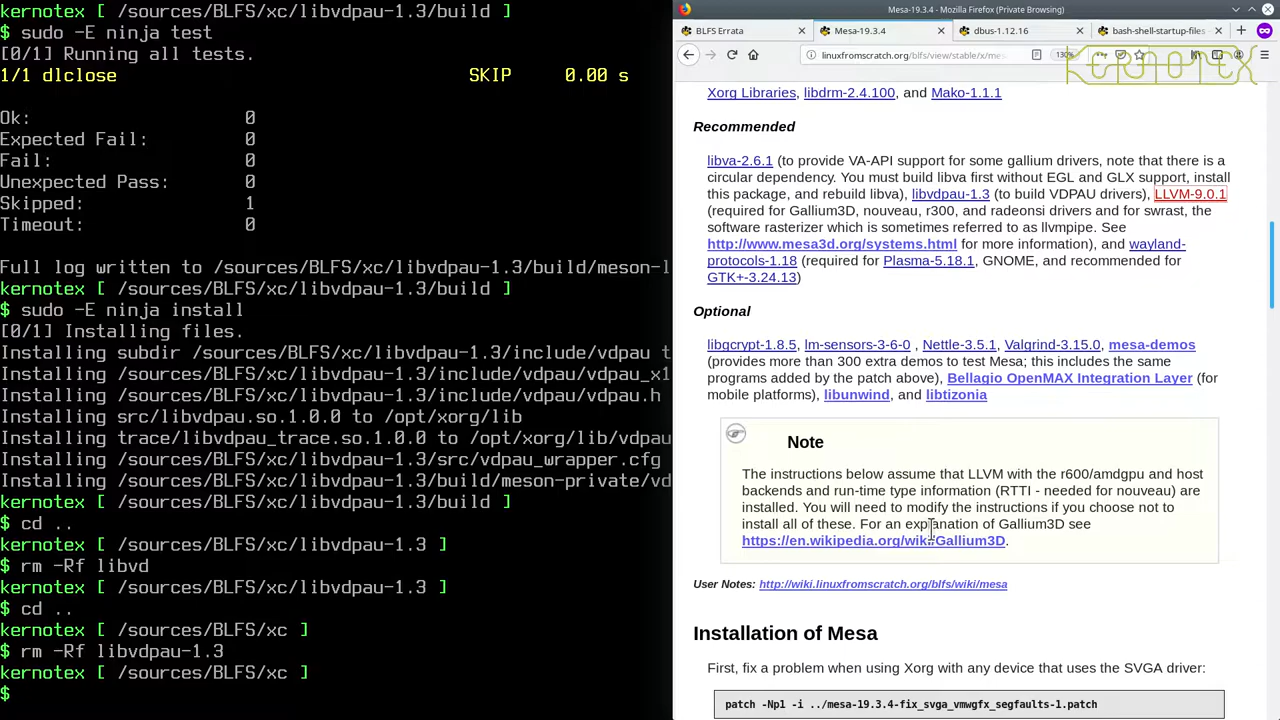 kernotex [ /sources/BLFS/xc/libvdpau-1.3/build ]
$ sudo -E ninja test
[0/1] Running all tests.
1/1 dlclose SKIP 0.00 s
Ok: 0
Expected Fail: 0
Fail: 0
Unexpected Pass: 0
Skipped: 1
Timeout: 0
Full log written to /sources/BLFS/xc/libvdpau-1.3/build/meson-l
kernotex [ /sources/BLFS/xc/libvdpau-1.3/build ]
$ sudo -E ninja install
[0/1] Installing files.
Installing subdir /sources/BLFS/xc/libvdpau-1.3/include/vdpau t
Installing /sources/BLFS/xc/libvdpau-1.3/include/vdpau/vdpau_x1
Installing /sources/BLFS/xc/libvdpau-1.3/include/vdpau/vdpau.h
Installing src/libvdpau.so.1.0.0 to /opt/xorg/lib
Installing trace/libvdpau_trace.so.1.0.0 to /opt/xorg/lib/vdpau
Installing /sources/BLFS/xc/libvdpau-1.3/src/vdpau_wrapper.cfg
Installing /sources/BLFS/xc/libvdpau-1.3/build/meson-private/vd
kernotex [ /sources/BLFS/xc/libvdpau-1.3/build ]
$ cd ..
kernotex [ /sources/BLFS/xc/libvdpau-1.3 ]
$ rm -Rf libvd
kernotex [ /sources/BLFS/xc/libvdpau-1.3 ]
$ cd ..
kernotex [ /sources/BLFS/xc ]
$ rm -Rf libvdpau-1.3
kernotex [ /sources/BLFS/xc ]
$
Mesa-19.3.4 - Mozilla Firefox (Private Browsing)
BLFS Errata
Mesa-19.3.4
dbus-1.12.16
bash-shell-startup-files
linuxfromscratch.org/blfs/view/stable/x/mes
130%
KERNOTEX
Xorg Libraries, libdrm-2.4.100, and Mako-1.1.1
Recommended
libva-2.6.1 (to provide VA-API support for some gallium drivers, note that there is a
circular dependency. You must build libva first without EGL and GLX support, install
this package, and rebuild libva), libvdpau-1.3 (to build VDPAU drivers), LLVM-9.0.1
(required for Gallium3D, nouveau, r300, and radeonsi drivers and for swrast, the
software rasterizer which is sometimes referred to as llvmpipe. See
http://www.mesa3d.org/systems.html for more information), and wayland-
protocols-1.18 (required for Plasma-5.18.1, GNOME, and recommended for
GTK+-3.24.13)
Optional
libgcrypt-1.8.5, lm-sensors-3-6-0 , Nettle-3.5.1, Valgrind-3.15.0, mesa-demos
(provides more than 300 extra demos to test Mesa; this includes the same
programs added by the patch above), Bellagio OpenMAX Integration Layer (for
mobile platforms), libunwind, and libtizonia
Note
The instructions below assume that LLVM with the r600/amdgpu and host
backends and run-time type information (RTTI - needed for nouveau) are
installed. You will need to modify the instructions if you choose not to
install all of these. For an explanation of Gallium3D see
https://en.wikipedia.org/wiki/Gallium3D.
User Notes: http://wiki.linuxfromscratch.org/blfs/wiki/mesa
Installation of Mesa
First, fix a problem when using Xorg with any device that uses the SVGA driver:
patch -Np1 -i ../mesa-19.3.4-fix_svga_vmwgfx_segfaults-1.patch